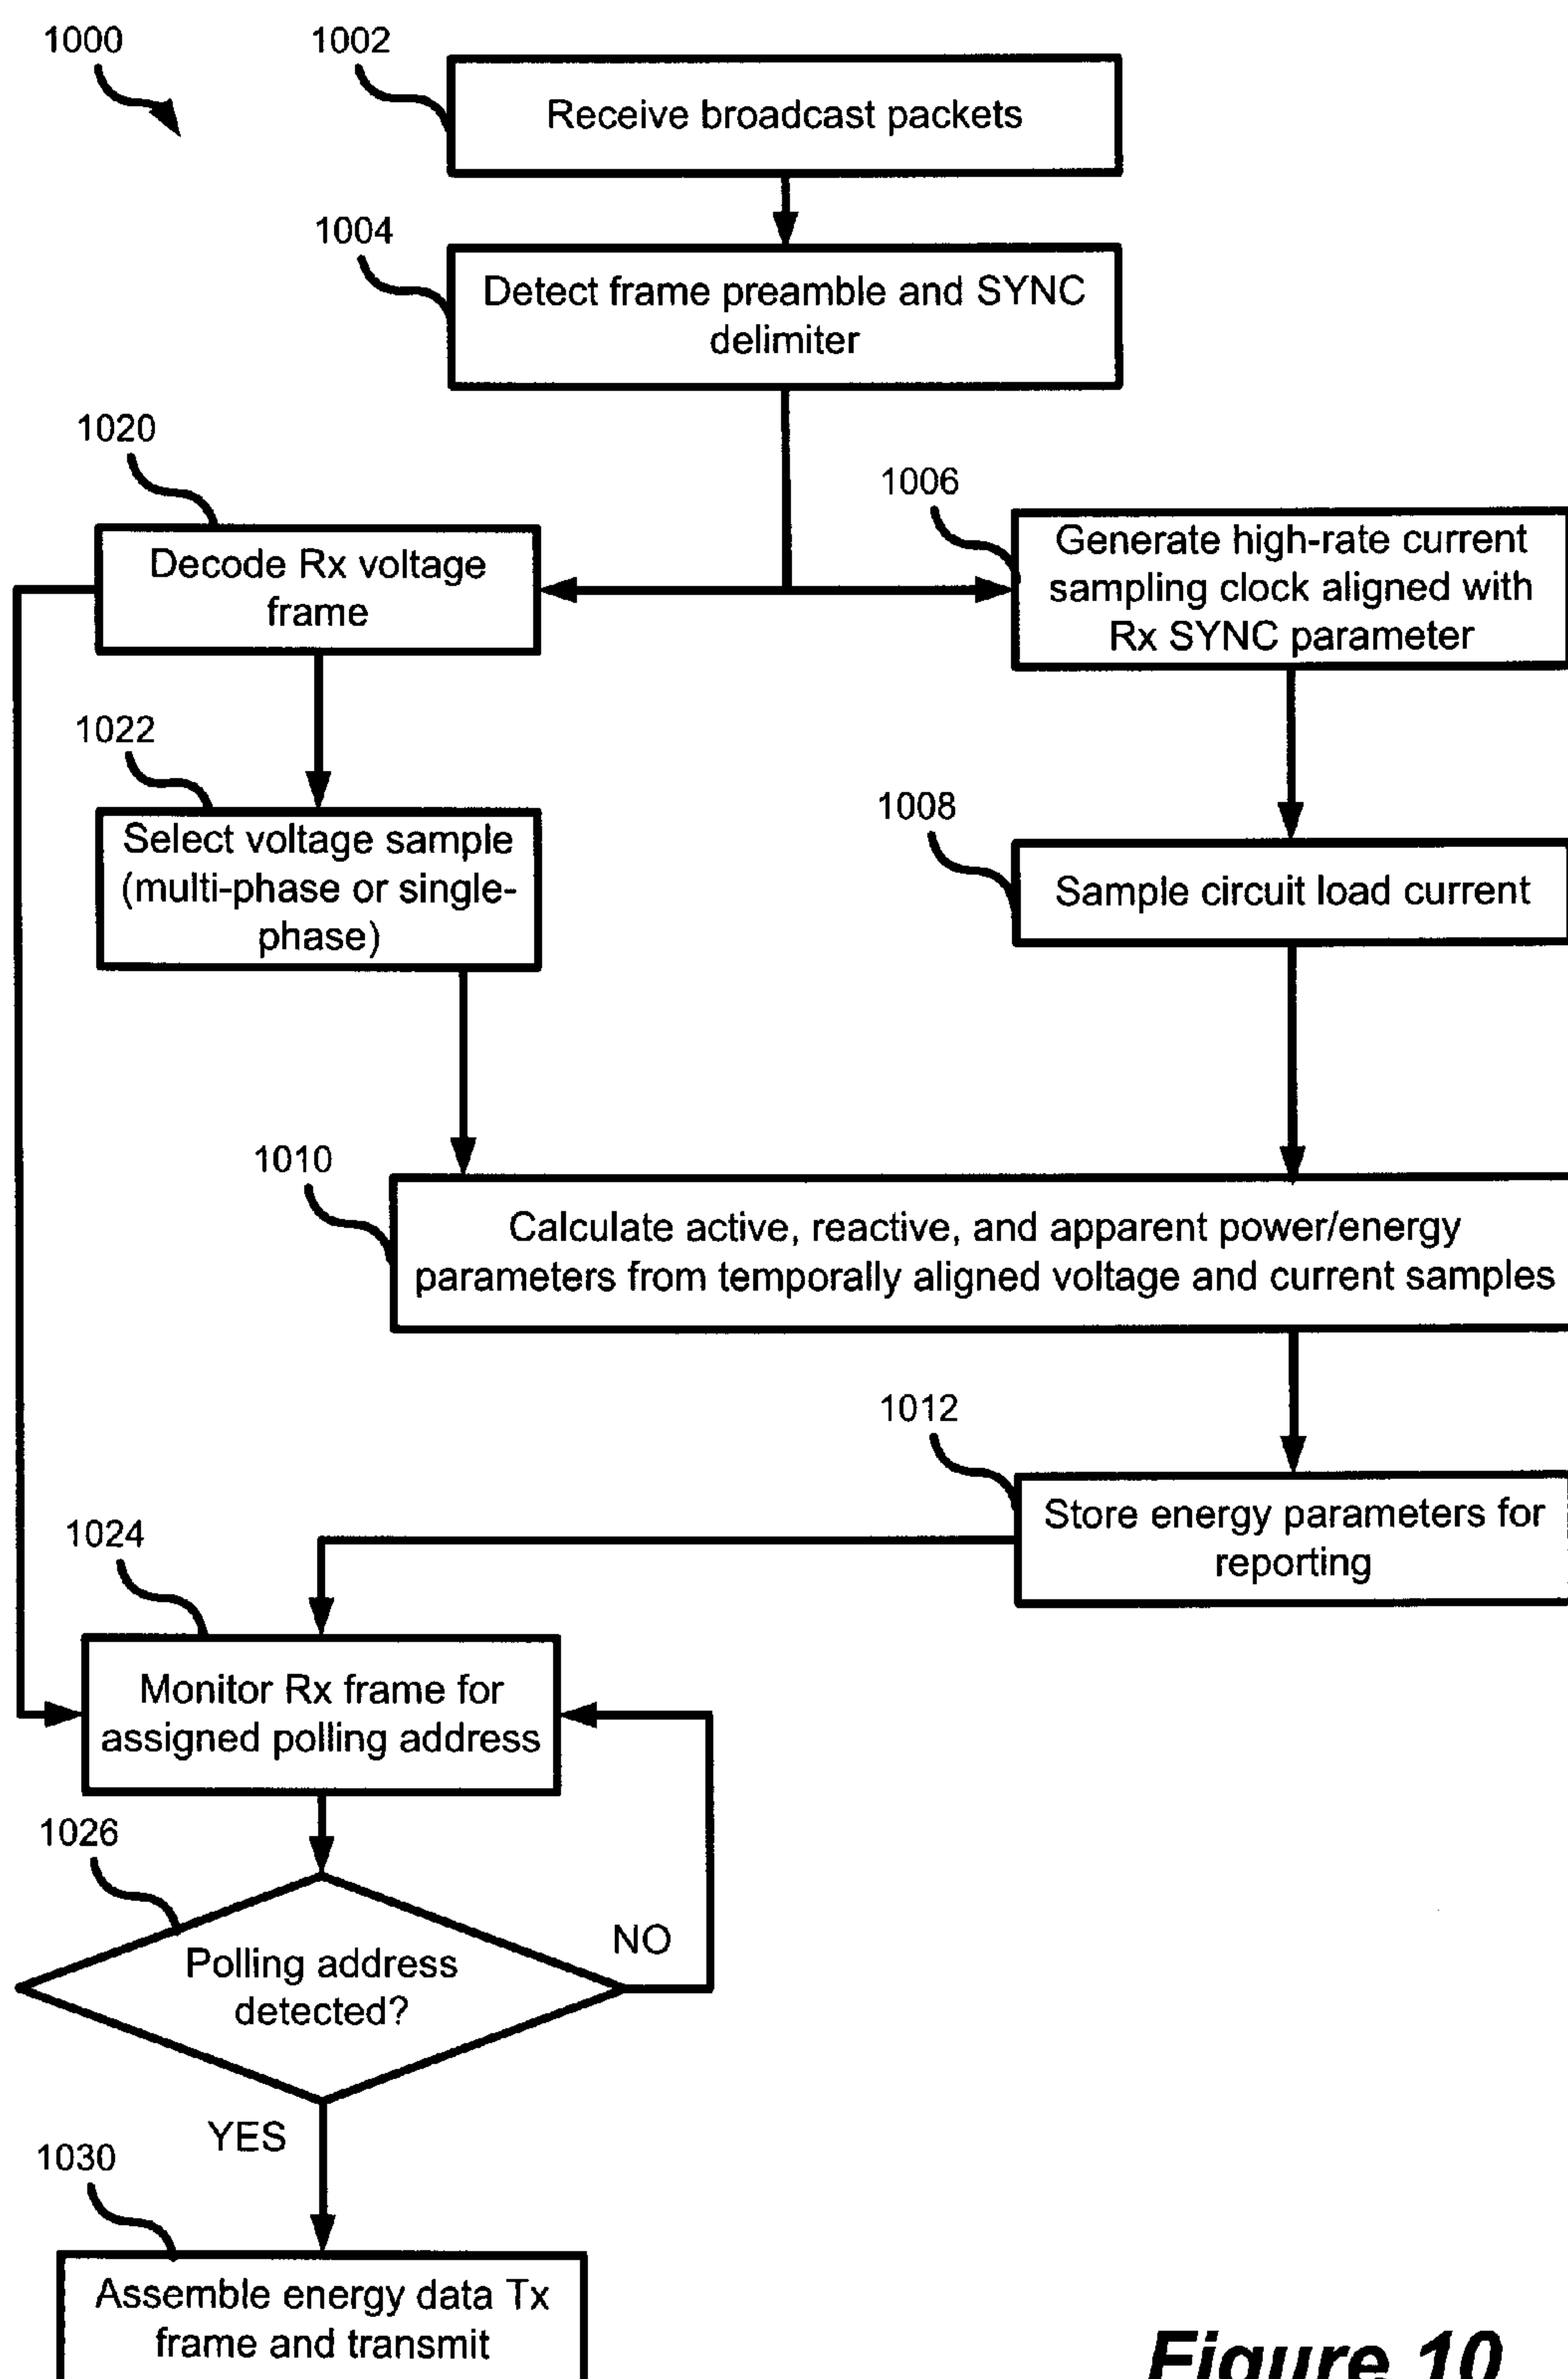 1000
1002
Receive broadcast packets
1004
Detect frame preamble and SYNC
delimiter
1020
Decode Rx voltage
frame
1006
Generate high-rate current
sampling clock aligned with
Rx SYNC parameter
1022
Select voltage sample
(multi-phase or single-
phase)
1008
Sample circuit load current
1010
Calculate active, reactive, and apparent power/energy
parameters from temporally aligned voltage and current samples
1012
Store energy parameters for
reporting
1024
Monitor Rx frame for
assigned polling address
1026
Polling address
detected?
NO
YES
1030
Assemble energy data Tx
frame and transmit
Figure 10